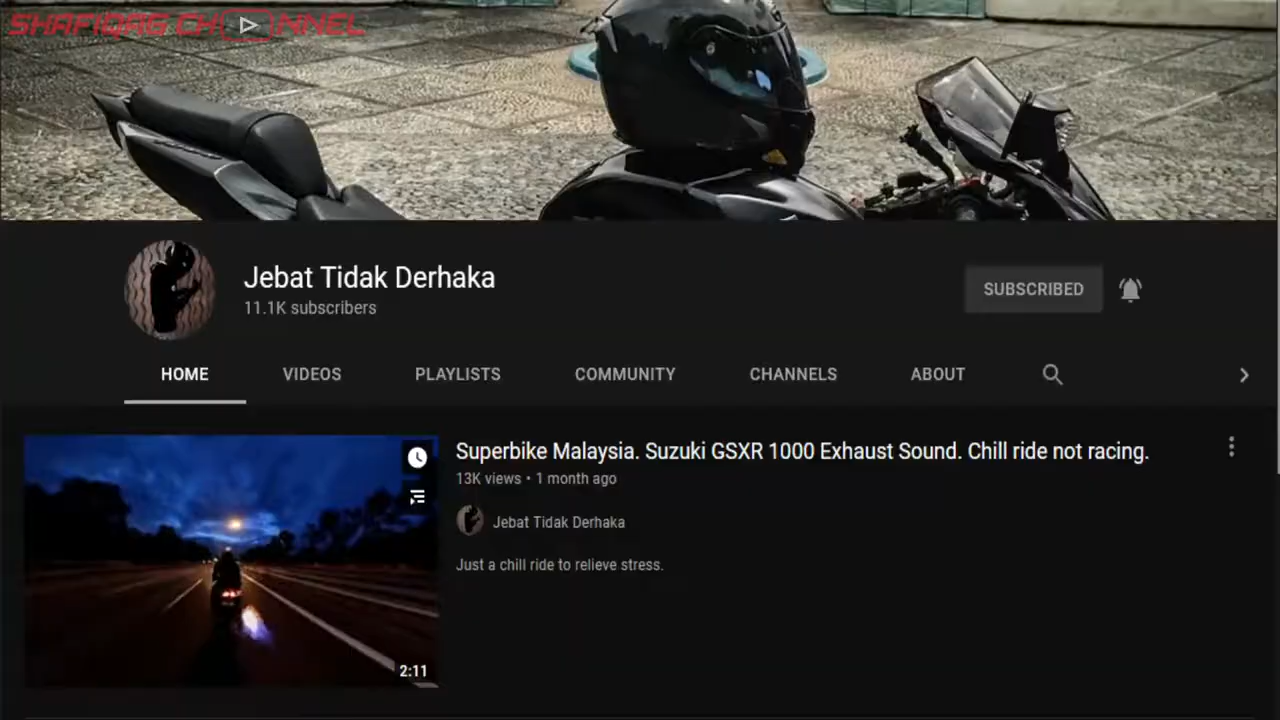 SHAFIQAG CHANNEL
Jebat Tidak Derhaka
11.1K subscribers
SUBSCRIBED
HOME VIDEOS PLAYLISTS COMMUNITY CHANNELS ABOUT
Superbike Malaysia. Suzuki GSXR 1000 Exhaust Sound. Chill ride not racing.
13K views • 1 month ago
Jebat Tidak Derhaka
Just a chill ride to relieve stress.
2:11